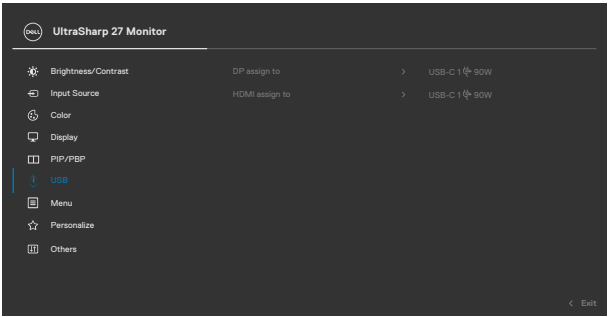 DELL UltraSharp 27 Monitor
Brightness/Contrast DP assign to > USB-C 1 90W
Input Source HDMI assign to > USB-C 1 90W
Color
Display
PIP/PBP
USB
Menu
Personalize
Others
< Exit